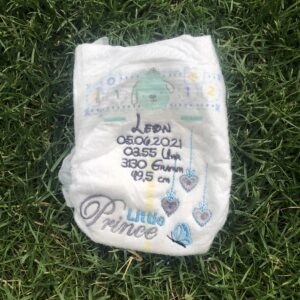 Leon
05.06.2021
03.55 Uhr
3130 Gramm
49,5 cm
Little
Prince